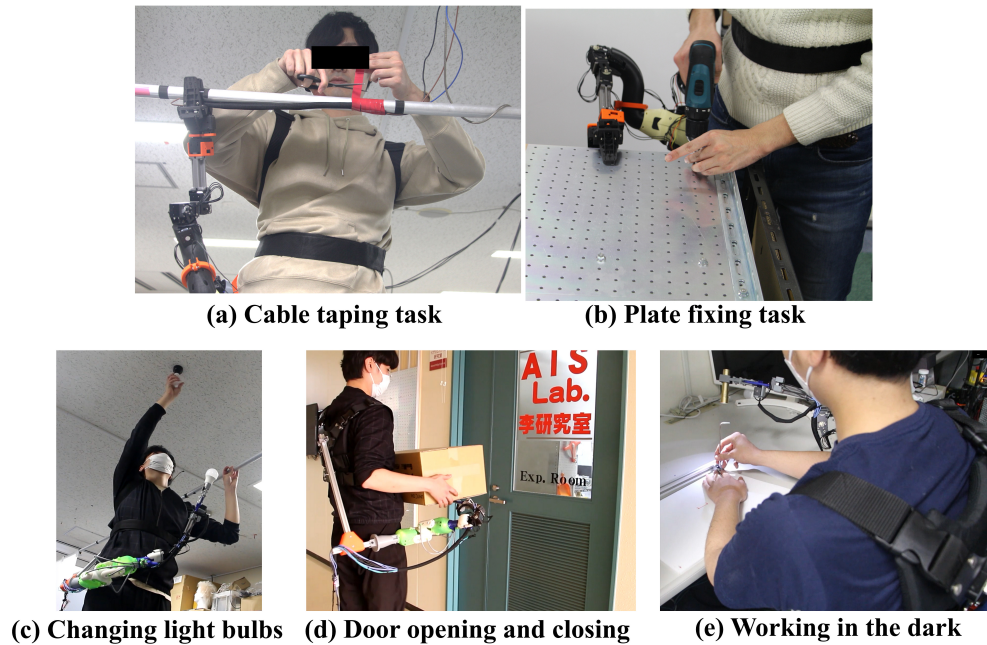 (a) Cable taping task
(b) Plate fixing task
AIS
Lab.
李研究室
Exp. Room
(c) Changing light bulbs
(d) Door opening and closing
(e) Working in the dark